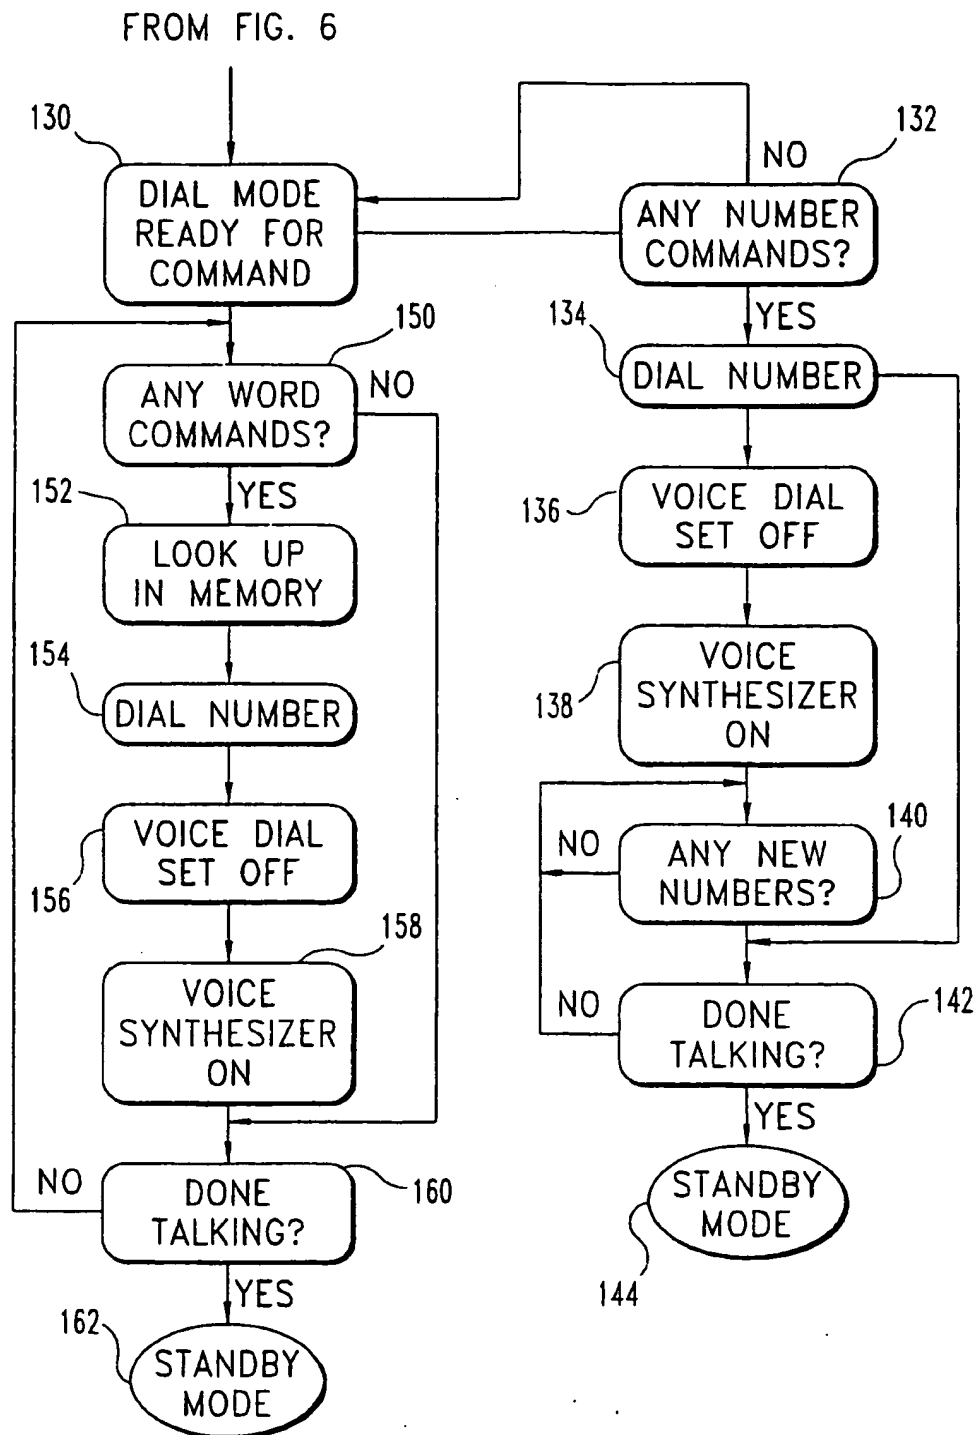 FROM FIG. 6
130
DIAL MODE
READY FOR
COMMAND
132
NO
ANY NUMBER
COMMANDS?
YES
134
DIAL NUMBER
136
VOICE DIAL
SET OFF
138
VOICE
SYNTHESIZER
ON
140
NO
ANY NEW
NUMBERS?
142
NO
DONE
TALKING?
YES
STANDBY
MODE
144
150
NO
ANY WORD
COMMANDS?
YES
152
LOOK UP
IN MEMORY
154
DIAL NUMBER
156
VOICE DIAL
SET OFF
158
VOICE
SYNTHESIZER
ON
160
NO
DONE
TALKING?
YES
162
STANDBY
MODE